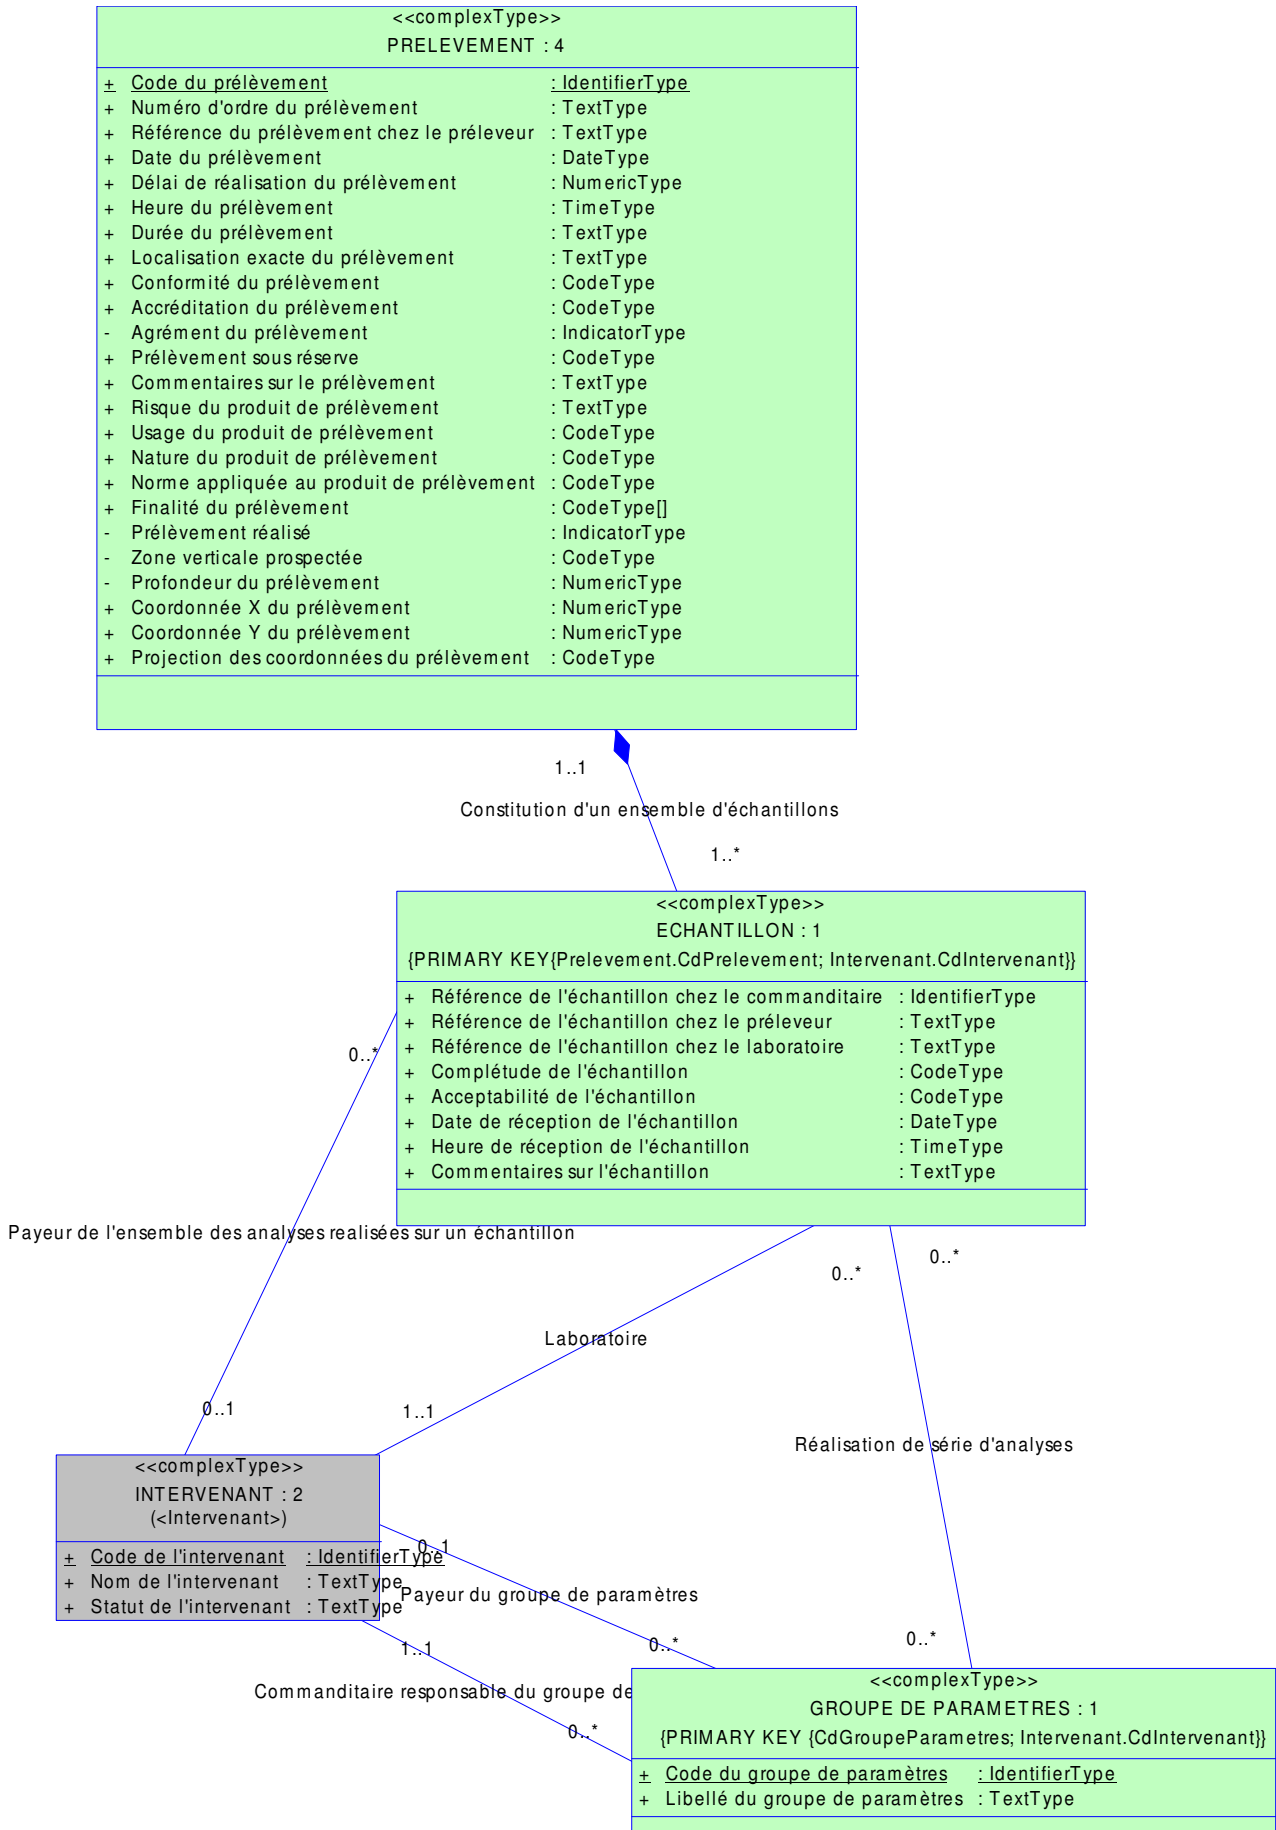 <<complexType>>
PRELEVEMENT : 4
+ Code du prélèvement : IdentifierType
+ Numéro d'ordre du prélèvement : TextType
+ Référence du prélèvement chez le préleveur : TextType
+ Date du prélèvement : DateType
+ Délai de réalisation du prélèvement : NumericType
+ Heure du prélèvement : TimeType
+ Durée du prélèvement : TextType
+ Localisation exacte du prélèvement : TextType
+ Conformité du prélèvement : CodeType
+ Accréditation du prélèvement : CodeType
- Agrément du prélèvement : IndicatorType
+ Prélèvement sous réserve : CodeType
+ Commentaires sur le prélèvement : TextType
+ Risque du produit de prélèvement : TextType
+ Usage du produit de prélèvement : CodeType
+ Nature du produit de prélèvement : CodeType
+ Norme appliquée au produit de prélèvement : CodeType
+ Finalité du prélèvement : CodeType[]
- Prélèvement réalisé : IndicatorType
- Zone verticale prospectée : CodeType
- Profondeur du prélèvement : NumericType
+ Coordonnée X du prélèvement : NumericType
+ Coordonnée Y du prélèvement : NumericType
+ Projection des coordonnées du prélèvement : CodeType
1..1
Constitution d'un ensemble d'échantillons
1..*
<<complexType>>
ECHANTILLON : 1
{PRIMARY KEY{Prelevement.CdPrelevement; Intervenant.CdIntervenant}}
+ Référence de l'échantillon chez le commanditaire : IdentifierType
+ Référence de l'échantillon chez le préleveur : TextType
+ Référence de l'échantillon chez le laboratoire : TextType
+ Complétude de l'échantillon : CodeType
+ Acceptabilité de l'échantillon : CodeType
+ Date de réception de l'échantillon : DateType
+ Heure de réception de l'échantillon : TimeType
+ Commentaires sur l'échantillon : TextType
0..*
Payeur de l'ensemble des analyses realisées sur un échantillon
0..1
0..*
Laboratoire
1..1
0..*
Réalisation de série d'analyses
0..*
<<complexType>>
INTERVENANT : 2
(<Intervenant>)
+ Code de l'intervenant : IdentifierType
+ Nom de l'intervenant : TextType
+ Statut de l'intervenant : TextType
0..1
Payeur du groupe de paramètres
0..*
1..1
Commanditaire responsable du groupe de
0..*
<<complexType>>
GROUPE DE PARAMETRES : 1
{PRIMARY KEY {CdGroupeParametres; Intervenant.CdIntervenant}}
+ Code du groupe de paramètres : IdentifierType
+ Libellé du groupe de paramètres : TextType